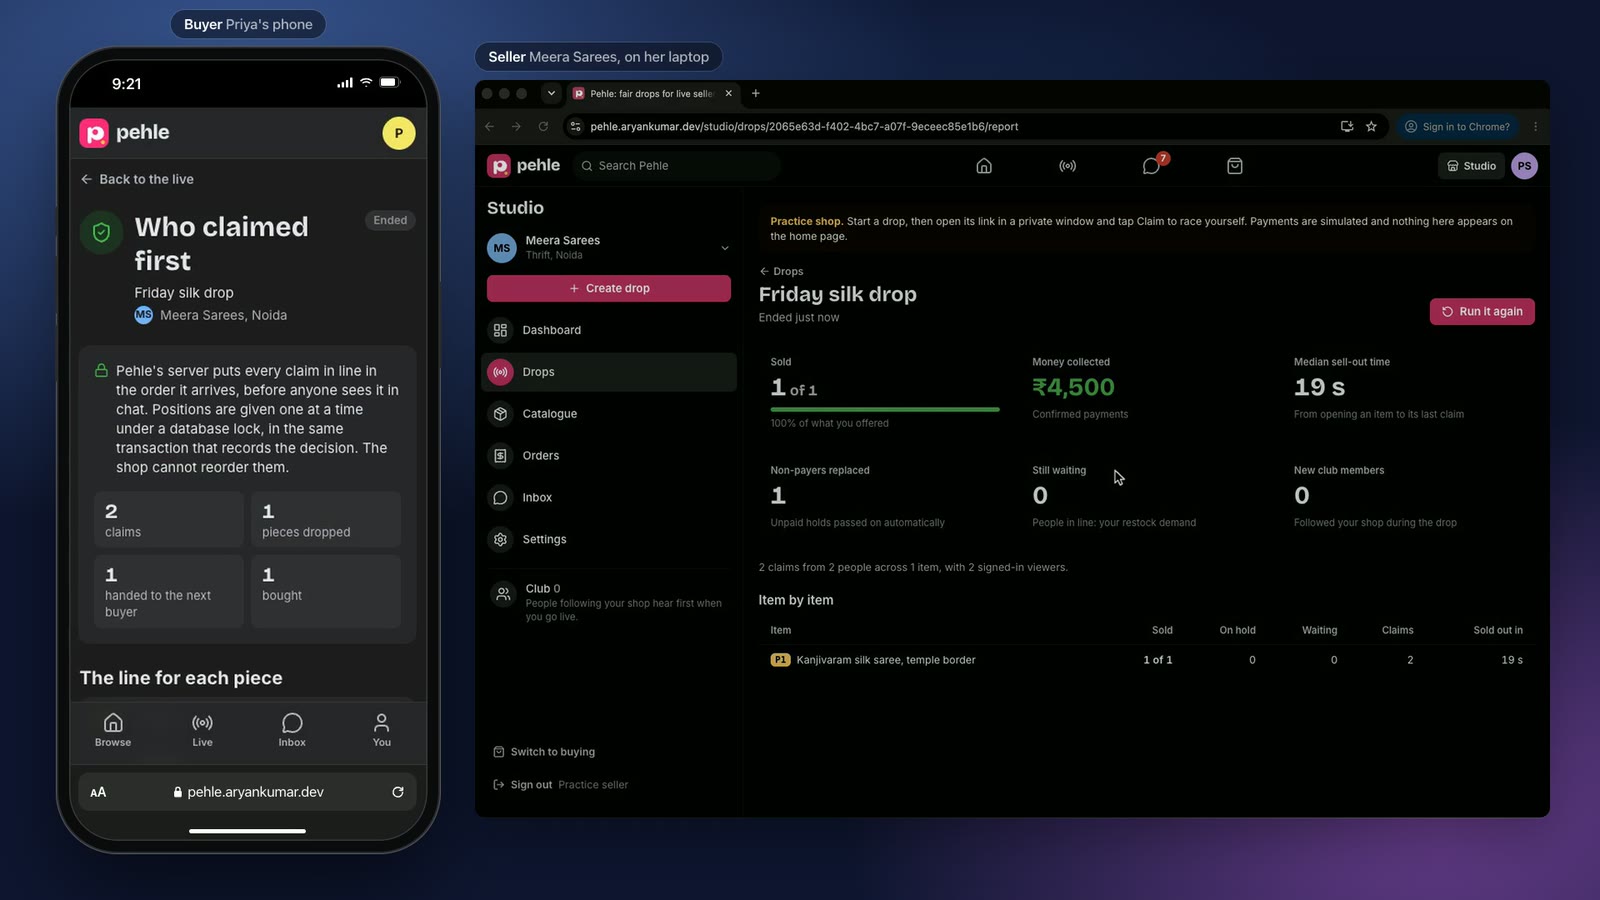 Buyer Priya's phone
9:21
pehle
P
Back to the live
Who claimed
first
Ended
Friday silk drop
MS Meera Sarees, Noida
Pehle's server puts every claim in line in
the order it arrives, before anyone sees it in
chat. Positions are given one at a time
under a database lock, in the same
transaction that records the decision. The
shop cannot reorder them.
2
claims
1
pieces dropped
1
handed to the next
buyer
1
bought
The line for each piece
Browse
Live
Inbox
You
AA
pehle.aryankumar.dev
Seller Meera Sarees, on her laptop
Pehle: fair drops for live selle
pehle.aryankumar.dev/studio/drops/2065e63d-f402-4bc7-a07f-9eceec85e1b6/report
Sign in to Chrome?
pehle
Search Pehle
7
Studio
PS
Studio
MS
Meera Sarees
Thrift, Noida
+ Create drop
Dashboard
Drops
Catalogue
Orders
Inbox
Settings
Club 0
People following your shop hear first when
you go live.
Switch to buying
Sign out Practice seller
Practice shop. Start a drop, then open its link in a private window and tap Claim to race yourself. Payments are simulated and nothing here appears on
the home page.
Drops
Friday silk drop
Ended just now
Run it again
Sold
1 of 1
100% of what you offered
Money collected
₹4,500
Confirmed payments
Median sell-out time
19 s
From opening an item to its last claim
Non-payers replaced
1
Unpaid holds passed on automatically
Still waiting
0
People in line: your restock demand
New club members
0
Followed your shop during the drop
2 claims from 2 people across 1 item, with 2 signed-in viewers.
Item by item
Item Sold On hold Waiting Claims Sold out in
P1 Kanjivaram silk saree, temple border 1 of 1 0 0 2 19 s